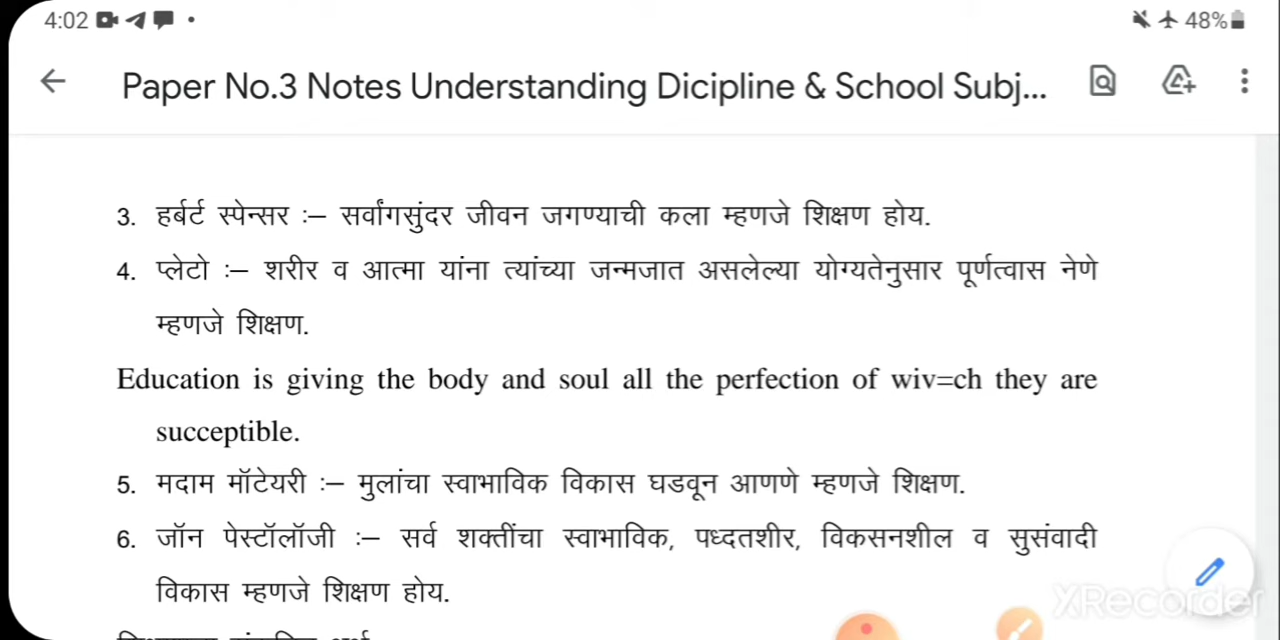 4:02
48%
Paper No.3 Notes Understanding Dicipline & School Subj...
3. हर्बर्ट स्पेन्सर :– सर्वांगसुंदर जीवन जगण्याची कला म्हणजे शिक्षण होय.
4. प्लेटो :– शरीर व आत्मा यांना त्यांच्या जन्मजात असलेल्या योग्यतेनुसार पूर्णत्वास नेणे
म्हणजे शिक्षण.
Education is giving the body and soul all the perfection of wiv=ch they are
succeptible.
5. मदाम मॉटेयरी :– मुलांचा स्वाभाविक विकास घडवून आणणे म्हणजे शिक्षण.
6. जॉन पेस्टॉलॉजी :– सर्व शक्तींचा स्वाभाविक, पध्दतशीर, विकसनशील व सुसंवादी
विकास म्हणजे शिक्षण होय.
XRecorder